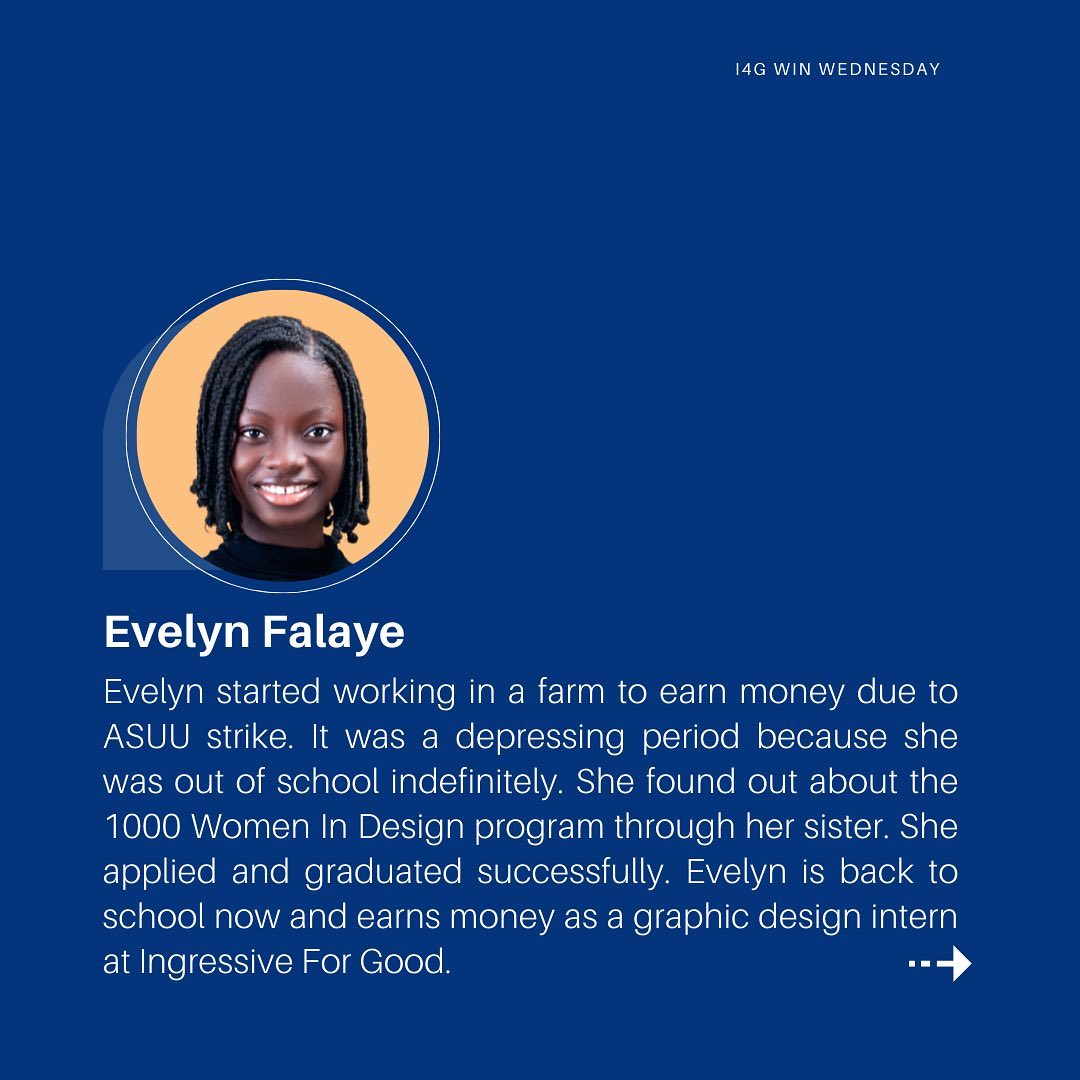 I4G WIN WEDNESDAY
Evelyn Falaye
Evelyn started working in a farm to earn money due to
ASUU strike. It was a depressing period because she
was out of school indefinitely. She found out about the
1000 Women In Design program through her sister. She
applied and graduated successfully. Evelyn is back to
school now and earns money as a graphic design intern
at Ingressive For Good.